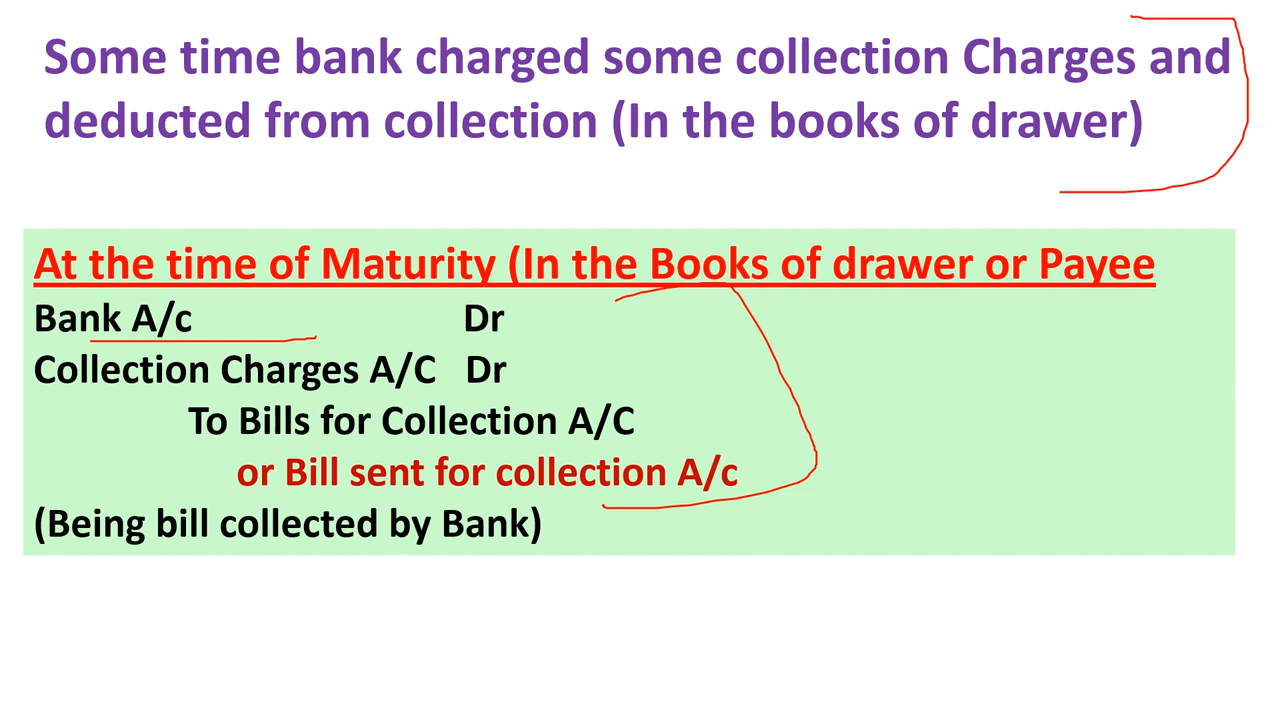 Some time bank charged some collection Charges and
deducted from collection (In the books of drawer)
At the time of Maturity (In the Books of drawer or Payee
Bank A/c Dr
Collection Charges A/C Dr
To Bills for Collection A/C
or Bill sent for collection A/c
(Being bill collected by Bank)